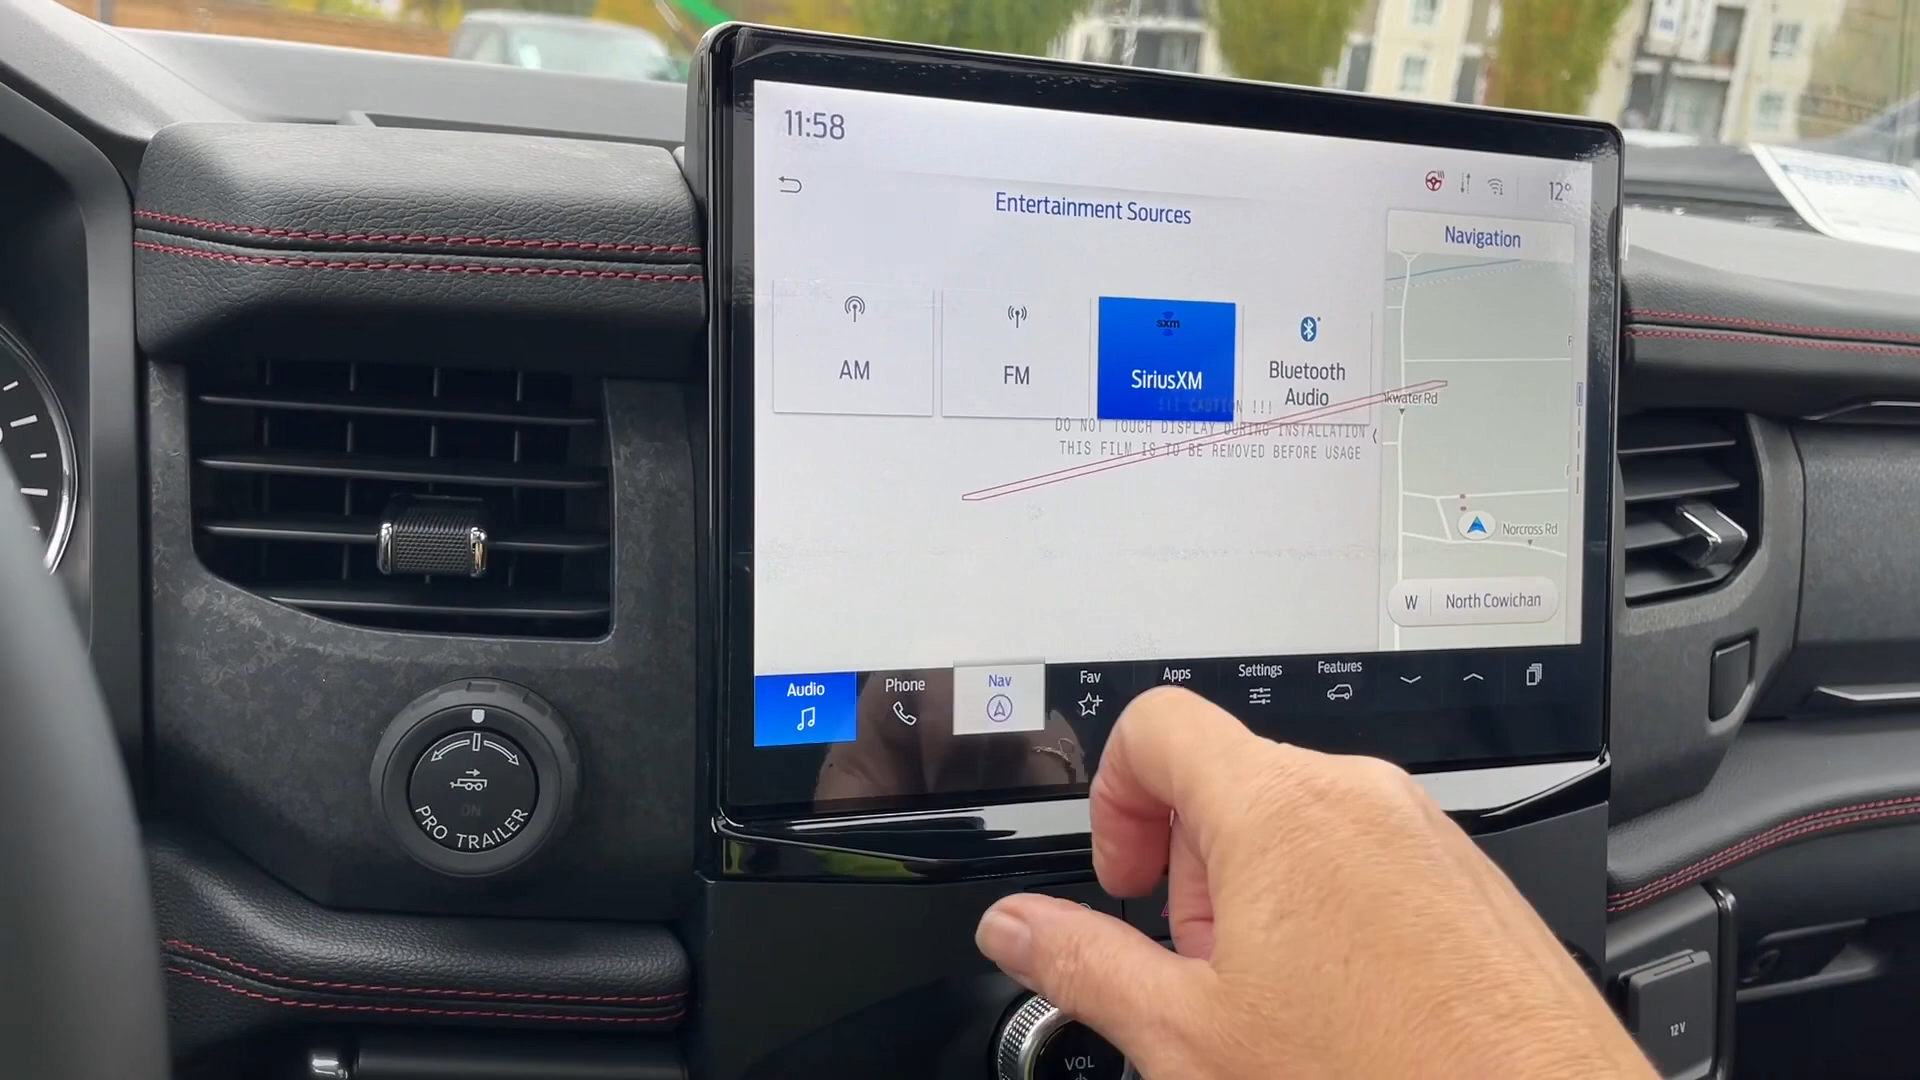 11:58
12°
Entertainment Sources
Navigation
AM
FM
sxm
SiriusXM
Bluetooth
Audio
!!! CAUTION !!!
DO NOT TOUCH DISPLAY DURING INSTALLATION
THIS FILM IS TO BE REMOVED BEFORE USAGE
kwater Rd
Norcross Rd
W
North Cowichan
Audio
Phone
Nav
Fav
Apps
Settings
Features
PRO TRAILER
VOL
12V